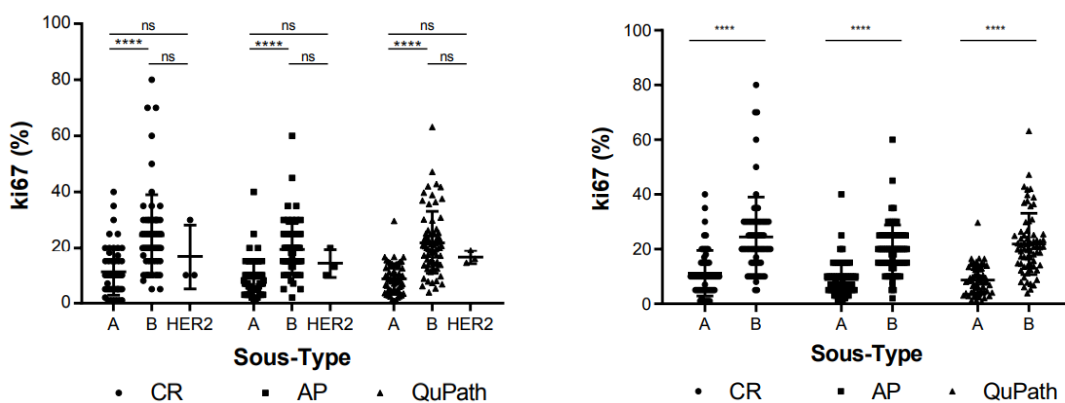 ns ns ns
**** ns **** ns **** ns
ki67 (%)
100
80
60
40
20
0
A B HER2 A B HER2 A B HER2
Sous-Type
CR AP QuPath
**** **** ****
ki67 (%)
100
80
60
40
20
0
A B A B A B
Sous-Type
CR AP QuPath